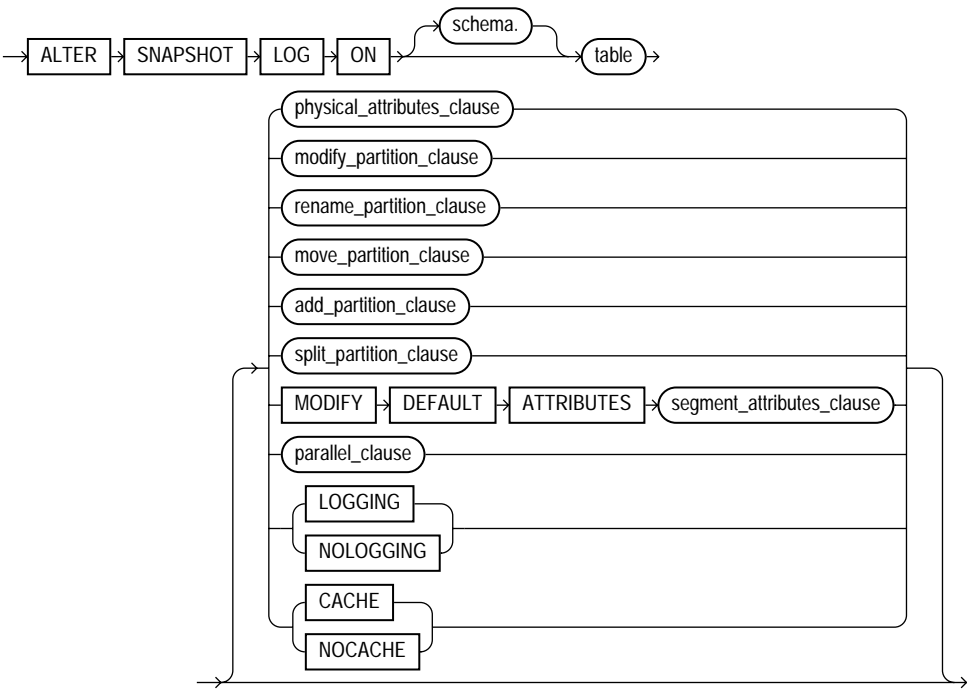 schema.
ALTER SNAPSHOT LOG ON table
physical_attributes_clause
modify_partition_clause
rename_partition_clause
move_partition_clause
add_partition_clause
split_partition_clause
MODIFY DEFAULT ATTRIBUTES segment_attributes_clause
parallel_clause
LOGGING
NOLOGGING
CACHE
NOCACHE